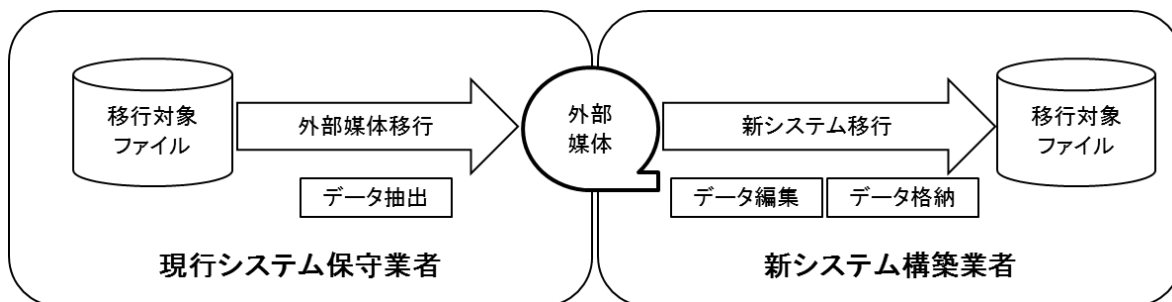 移行対象
ファイル
外部媒体移行
データ抽出
現行システム保守業者
外部
媒体
新システム移行
データ編集
データ格納
移行対象
ファイル
新システム構築業者